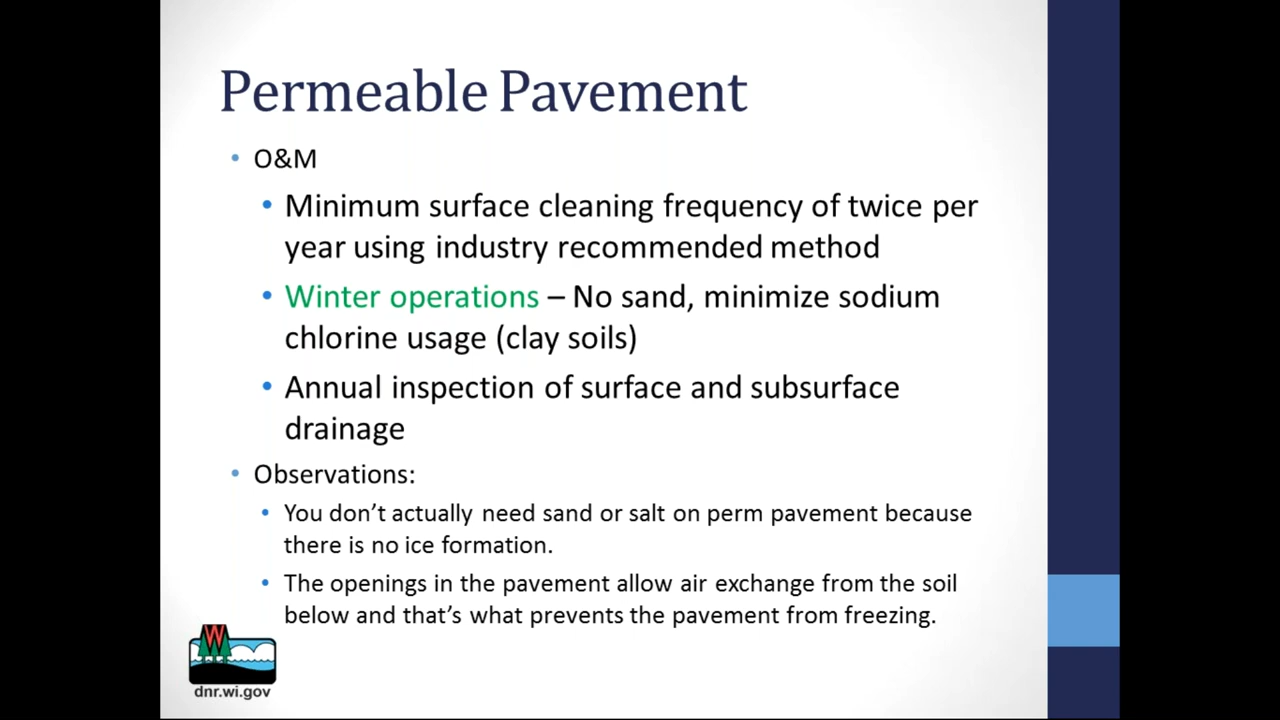 Permeable Pavement
• O&M
• Minimum surface cleaning frequency of twice per
year using industry recommended method
• Winter operations – No sand, minimize sodium
chlorine usage (clay soils)
• Annual inspection of surface and subsurface
drainage
• Observations:
• You don't actually need sand or salt on perm pavement because
there is no ice formation.
• The openings in the pavement allow air exchange from the soil
below and that's what prevents the pavement from freezing.
W
dnr.wi.gov